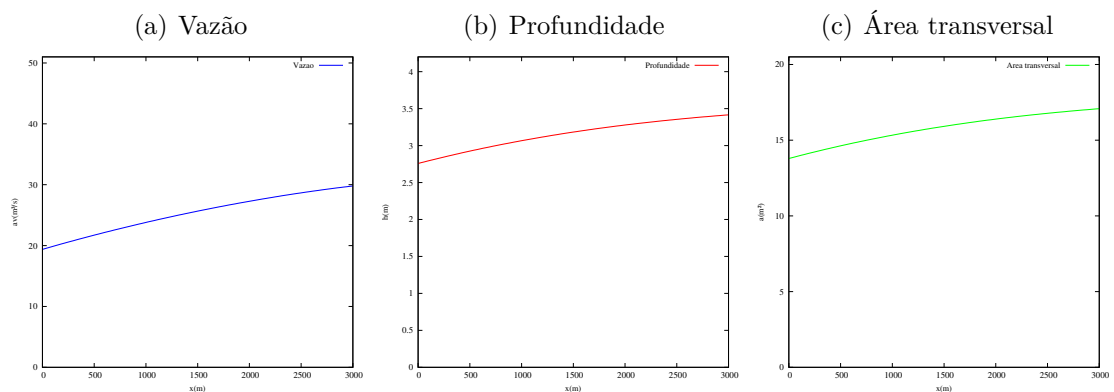 (a) Vazão
50
40
30
20
10
0
0 500 1000 1500 2000 2500 3000
av(m³/s)
x(m)
Vazao
(b) Profundidade
4
3.5
3
2.5
2
1.5
1
0.5
0
0 500 1000 1500 2000 2500 3000
h(m)
x(m)
Profundidade
(c) Área transversal
20
15
10
5
0
0 500 1000 1500 2000 2500 3000
a(m²)
x(m)
Area transversal